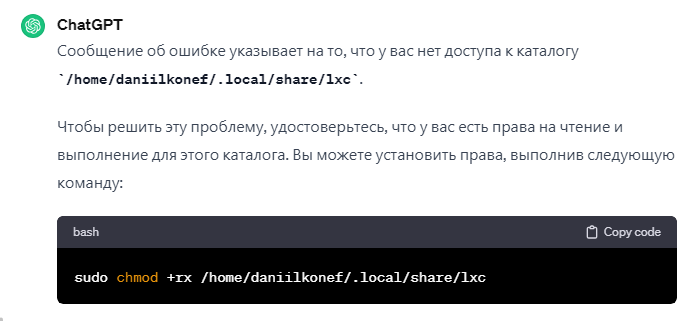 ChatGPT
Сообщение об ошибке указывает на то, что у вас нет доступа к каталогу
`/home/daniilkonef/.local/share/lxc`.
Чтобы решить эту проблему, удостоверьтесь, что у вас есть права на чтение и
выполнение для этого каталога. Вы можете установить права, выполнив следующую
команду:
bash Copy code
sudo chmod +rx /home/daniilkonef/.local/share/lxc